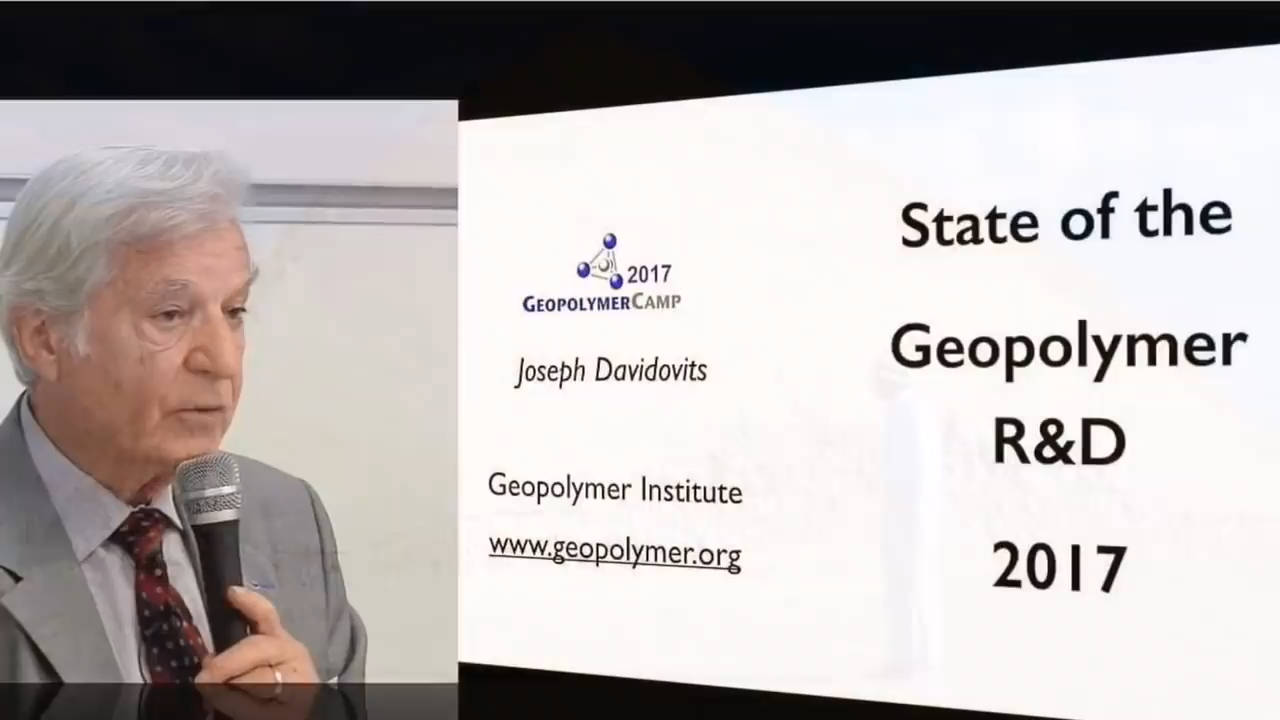 2017
GEOPOLYMERCAMP
Joseph Davidovits
Geopolymer Institute
www.geopolymer.org
State of the
Geopolymer
R&D
2017